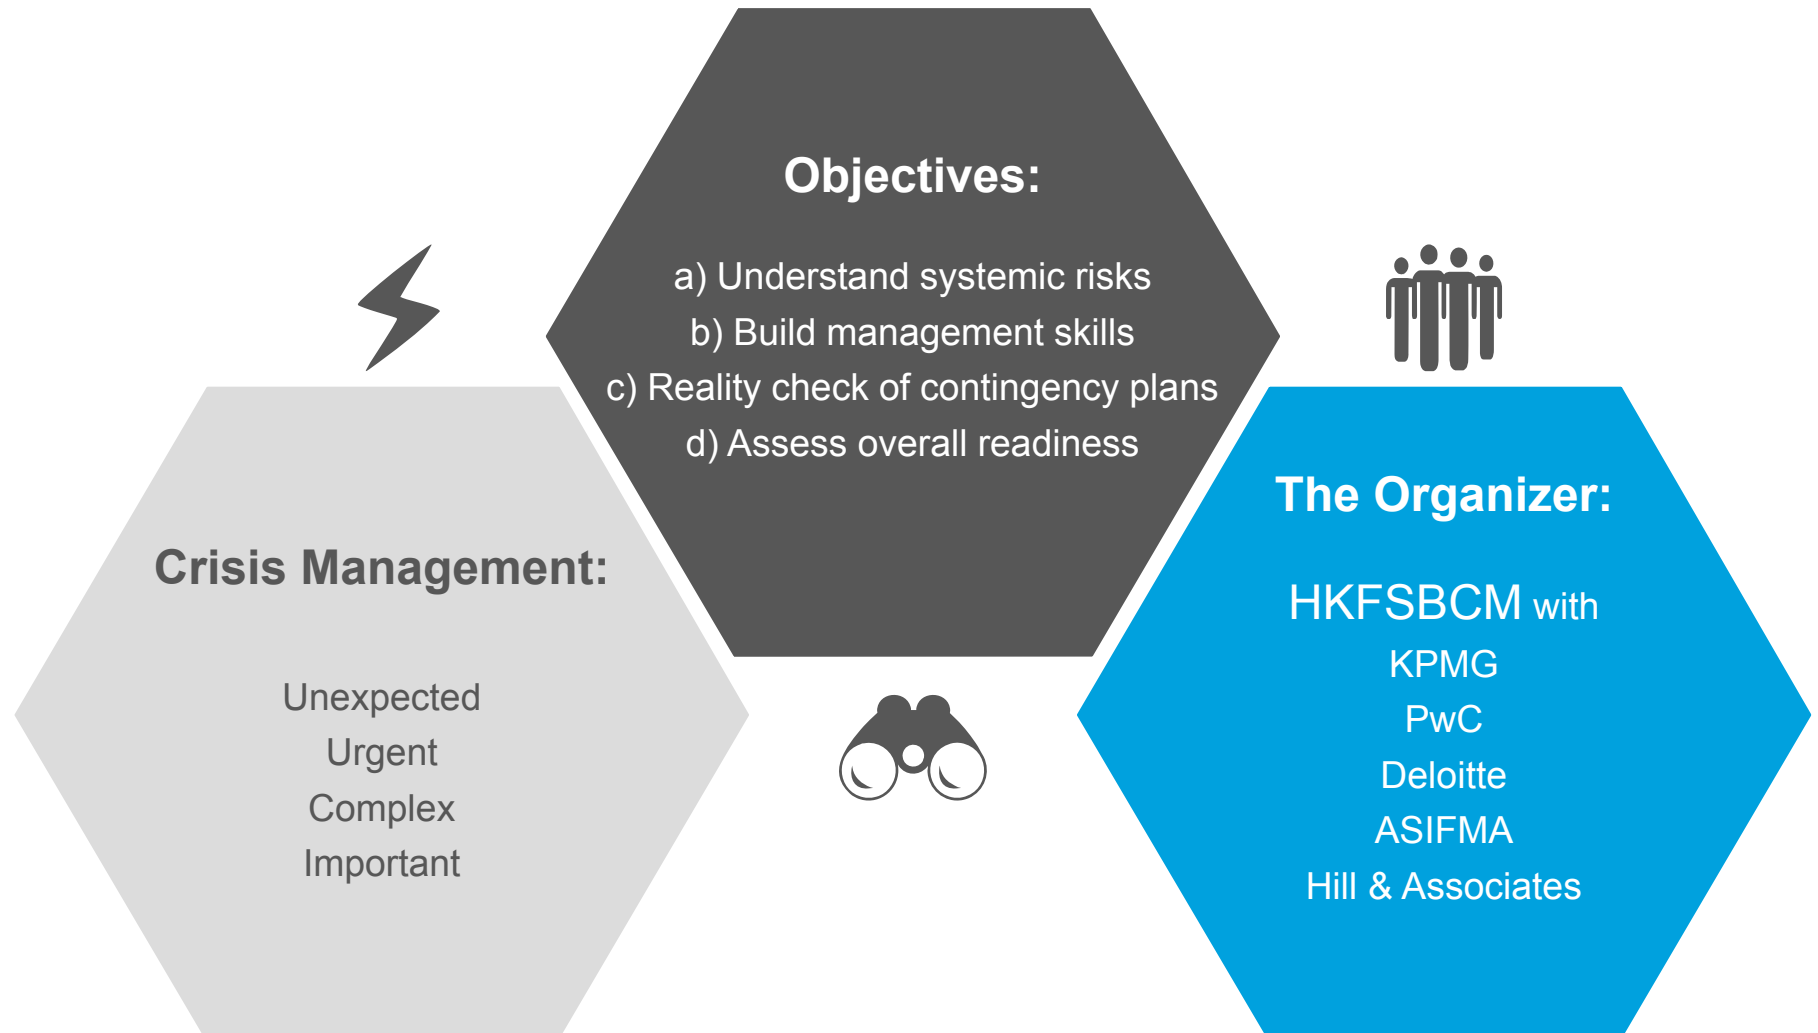 Objectives:
a) Understand systemic risks
b) Build management skills
c) Reality check of contingency plans
d) Assess overall readiness
Crisis Management:
Unexpected
Urgent
Complex
Important
The Organizer:
HKFSBCM with
KPMG
PwC
Deloitte
ASIFMA
Hill & Associates